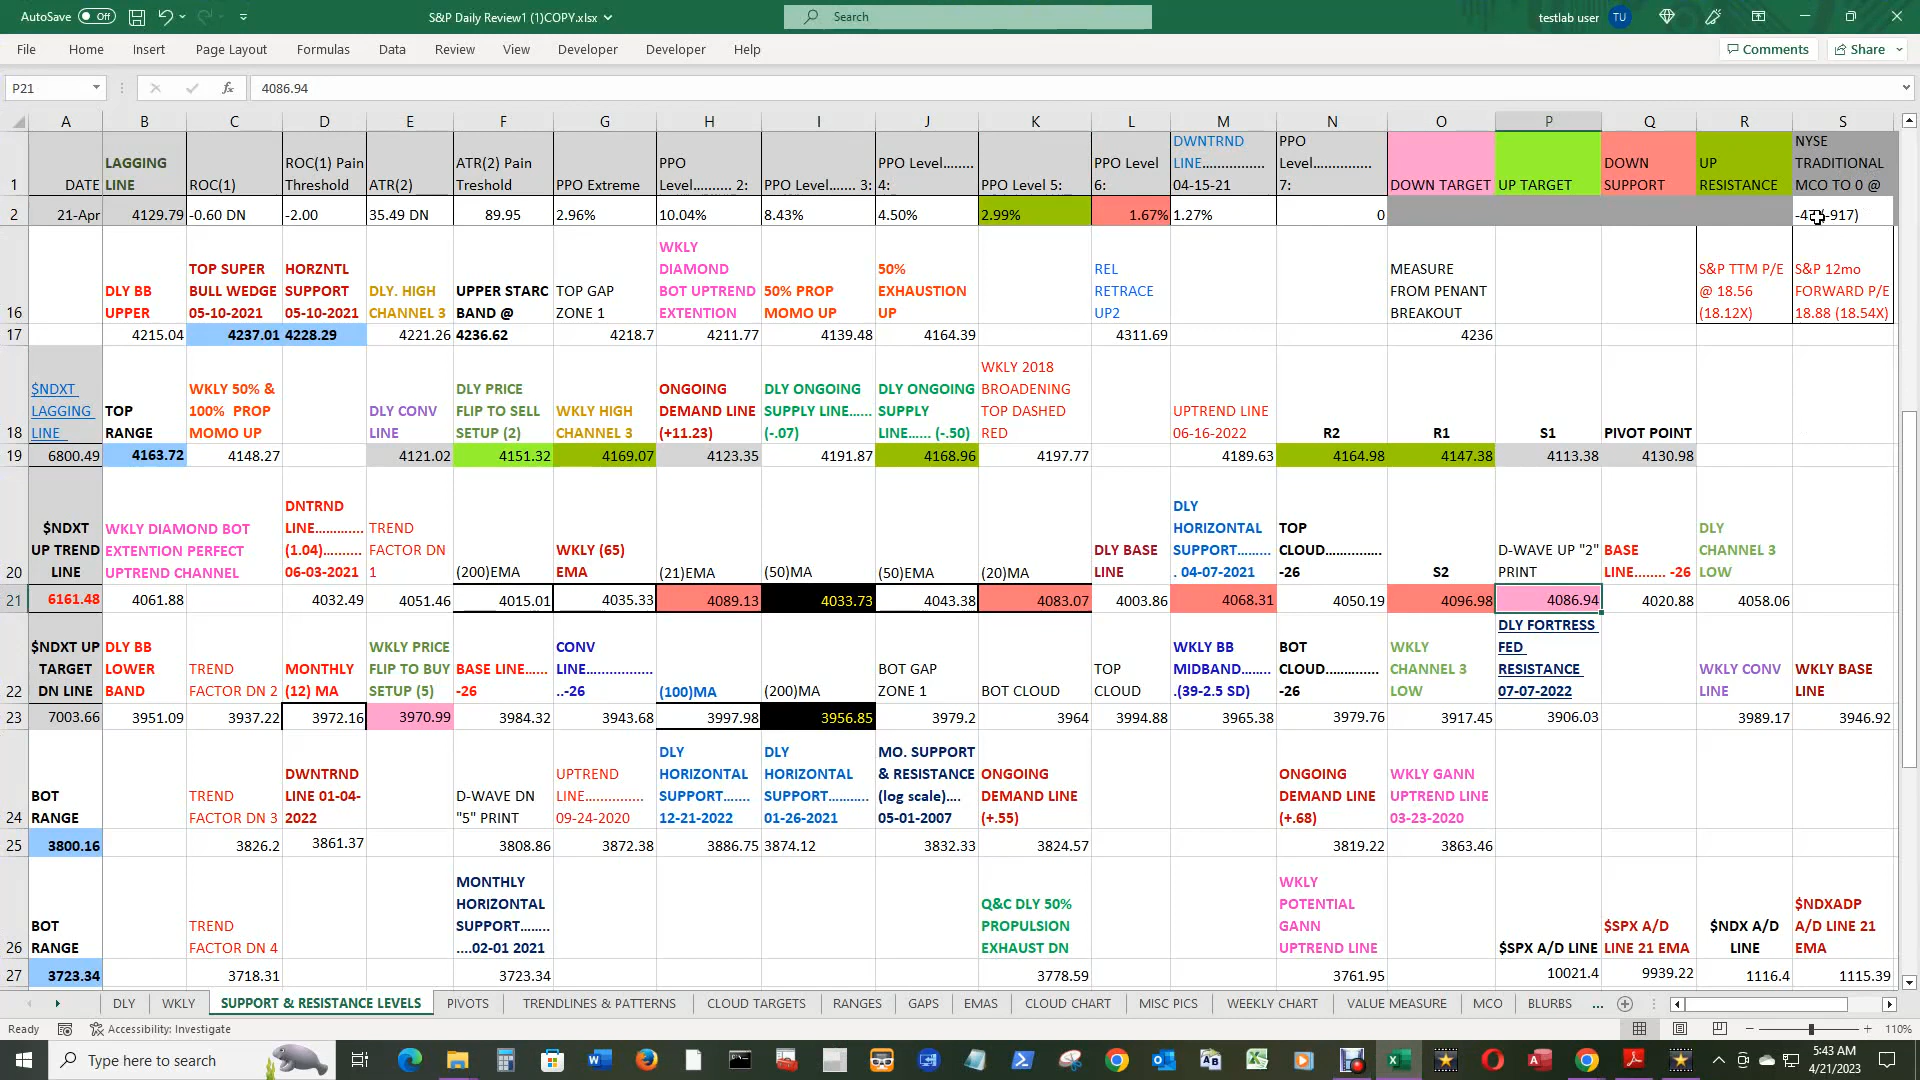 AutoSave Off S&P Daily Review1 (1)COPY.xlsx Search testlab user TU
File Home Insert Page Layout Formulas Data Review View Developer Developer Help Comments Share
P21 fx 4086.94
A B C D E F G H I J K L M N O P Q R S
1 DATE LAGGING LINE ROC(1) ROC(1) Pain Threshold ATR(2) ATR(2) Pain Treshold PPO Extreme PPO Level.......... 2: PPO Level....... 3: PPO Level........ 4: PPO Level 5: PPO Level 6: DWNTRND LINE................ 04-15-21 PPO Level............... 7: DOWN TARGET UP TARGET DOWN SUPPORT UP RESISTANCE NYSE TRADITIONAL MCO TO 0 @
2 21-Apr 4129.79 -0.60 DN -2.00 35.49 DN 89.95 2.96% 10.04% 8.43% 4.50% 2.99% 1.67% 1.27% 0 -917)
16 DLY BB UPPER TOP SUPER BULL WEDGE 05-10-2021 HORZNTL SUPPORT 05-10-2021 DLY. HIGH CHANNEL 3 UPPER STARC BAND @ TOP GAP ZONE 1 WKLY DIAMOND BOT UPTREND EXTENTION 50% PROP MOMO UP 50% EXHAUSTION UP REL RETRACE UP2 MEASURE FROM PENANT BREAKOUT S&P TTM P/E @ 18.56 (18.12X) S&P 12mo FORWARD P/E 18.88 (18.54X)
17 4215.04 4237.01 4228.29 4221.26 4236.62 4218.7 4211.77 4139.48 4164.39 4311.69 4236
18 $NDXT LAGGING LINE TOP RANGE WKLY 50% & 100% PROP MOMO UP DLY CONV LINE DLY PRICE FLIP TO SELL SETUP (2) WKLY HIGH CHANNEL 3 ONGOING DEMAND LINE (+11.23) DLY ONGOING SUPPLY LINE...... (-.07) DLY ONGOING SUPPLY LINE...... (-.50) WKLY 2018 BROADENING TOP DASHED RED UPTREND LINE 06-16-2022 R2 R1 S1 PIVOT POINT
19 6800.49 4163.72 4148.27 4121.02 4151.32 4169.07 4123.35 4191.87 4168.96 4197.77 4189.63 4164.98 4147.38 4113.38 4130.98
20 $NDXT UP TREND LINE WKLY DIAMOND BOT EXTENTION PERFECT UPTREND CHANNEL DNTRND LINE............. (1.04).......... 06-03-2021 TREND FACTOR DN 1 (200)EMA WKLY (65) EMA (21)EMA (50)MA (50)EMA (20)MA DLY BASE LINE DLY HORIZONTAL SUPPORT......... . 04-07-2021 TOP CLOUD.............. -26 S2 D-WAVE UP "2" PRINT BASE LINE........ -26 DLY CHANNEL 3 LOW
21 6161.48 4061.88 4032.49 4051.46 4015.01 4035.33 4089.13 4033.73 4043.38 4083.07 4003.86 4068.31 4050.19 4096.98 4086.94 4020.88 4058.06
22 $NDXT UP TARGET DN LINE DLY BB LOWER BAND TREND FACTOR DN 2 MONTHLY (12) MA WKLY PRICE FLIP TO BUY SETUP (5) BASE LINE...... -26 CONV LINE................. ..-26 (100)MA (200)MA BOT GAP ZONE 1 BOT CLOUD TOP CLOUD WKLY BB MIDBAND........ .(39-2.5 SD) BOT CLOUD............... -26 WKLY CHANNEL 3 LOW DLY FORTRESS FED RESISTANCE 07-07-2022 WKLY CONV LINE WKLY BASE LINE
23 7003.66 3951.09 3937.22 3972.16 3970.99 3984.32 3943.68 3997.98 3956.85 3979.2 3964 3994.88 3965.38 3979.76 3917.45 3906.03 3989.17 3946.92
24 BOT RANGE TREND FACTOR DN 3 DWNTRND LINE 01-04-2022 D-WAVE DN "5" PRINT UPTREND LINE.............. 09-24-2020 DLY HORIZONTAL SUPPORT....... 12-21-2022 DLY HORIZONTAL SUPPORT........... 01-26-2021 MO. SUPPORT & RESISTANCE (log scale).... 05-01-2007 ONGOING DEMAND LINE (+.55) ONGOING DEMAND LINE (+.68) WKLY GANN UPTREND LINE 03-23-2020
25 3800.16 3826.2 3861.37 3808.86 3872.38 3886.75 3874.12 3832.33 3824.57 3819.22 3863.46
26 BOT RANGE TREND FACTOR DN 4 MONTHLY HORIZONTAL SUPPORT........ ....02-01 2021 Q&C DLY 50% PROPULSION EXHAUST DN WKLY POTENTIAL GANN UPTREND LINE $SPX A/D LINE $SPX A/D LINE 21 EMA $NDX A/D LINE $NDXADP A/D LINE 21 EMA
27 3723.34 3718.31 3723.34 3778.59 3761.95 10021.4 9939.22 1116.4 1115.39
DLY WKLY SUPPORT & RESISTANCE LEVELS PIVOTS TRENDLINES & PATTERNS CLOUD TARGETS RANGES GAPS EMAS CLOUD CHART MISC PICS WEEKLY CHART VALUE MEASURE MCO BLURBS ...
Ready Accessibility: Investigate 110%
Type here to search 5:43 AM
4/21/2023